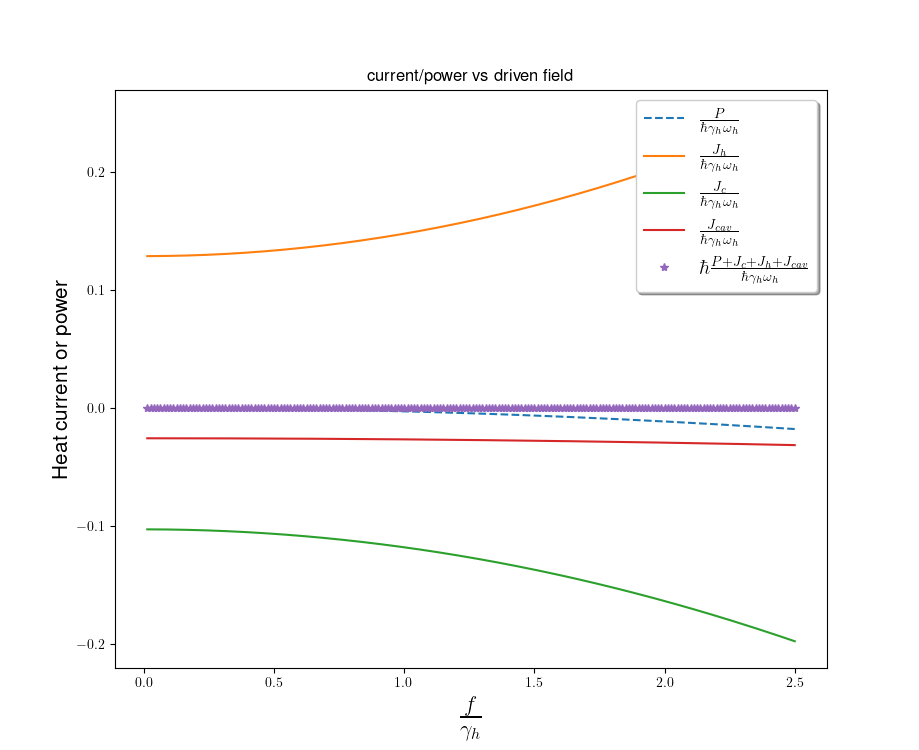 current/power vs driven field
Heat current or power
0.2
0.1
0.0
−0.1
−0.2
0.0 0.5 1.0 1.5 2.0 2.5
f/γ_h
P/ħγ_hω_h
J_h/ħγ_hω_h
J_c/ħγ_hω_h
J_cav/ħγ_hω_h
ħ P+J_c+J_h+J_cav/ħγ_hω_h